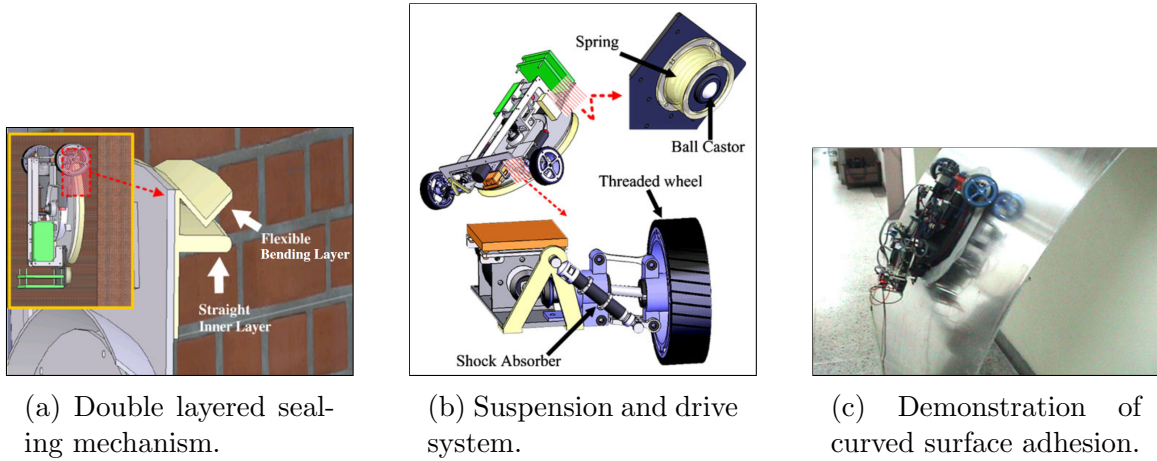 Flexible
Bending Layer
Straight
Inner Layer
Spring
Ball Castor
Threaded wheel
Shock Absorber
(a) Double layered seal-
ing mechanism.
(b) Suspension and drive
system.
(c) Demonstration of
curved surface adhesion.